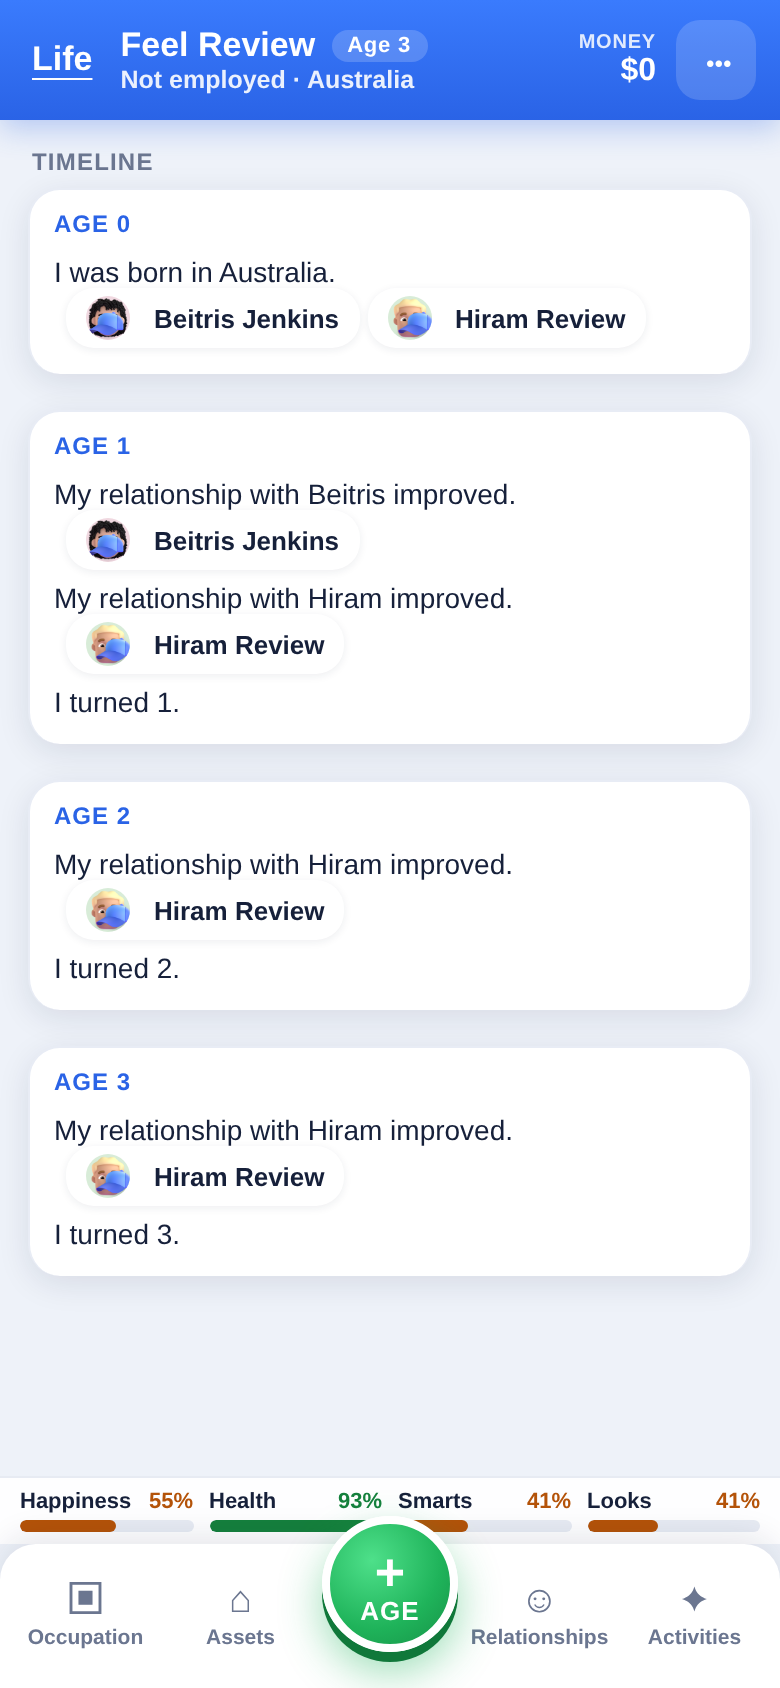 Life
Feel Review Age 3
Not employed · Australia
MONEY
$0
•••
TIMELINE
AGE 0
I was born in Australia.
Beitris Jenkins Hiram Review
AGE 1
My relationship with Beitris improved.
Beitris Jenkins
My relationship with Hiram improved.
Hiram Review
I turned 1.
AGE 2
My relationship with Hiram improved.
Hiram Review
I turned 2.
AGE 3
My relationship with Hiram improved.
Hiram Review
I turned 3.
Happiness 55% Health 93% Smarts 41% Looks 41%
+
AGE
Occupation Assets Relationships Activities